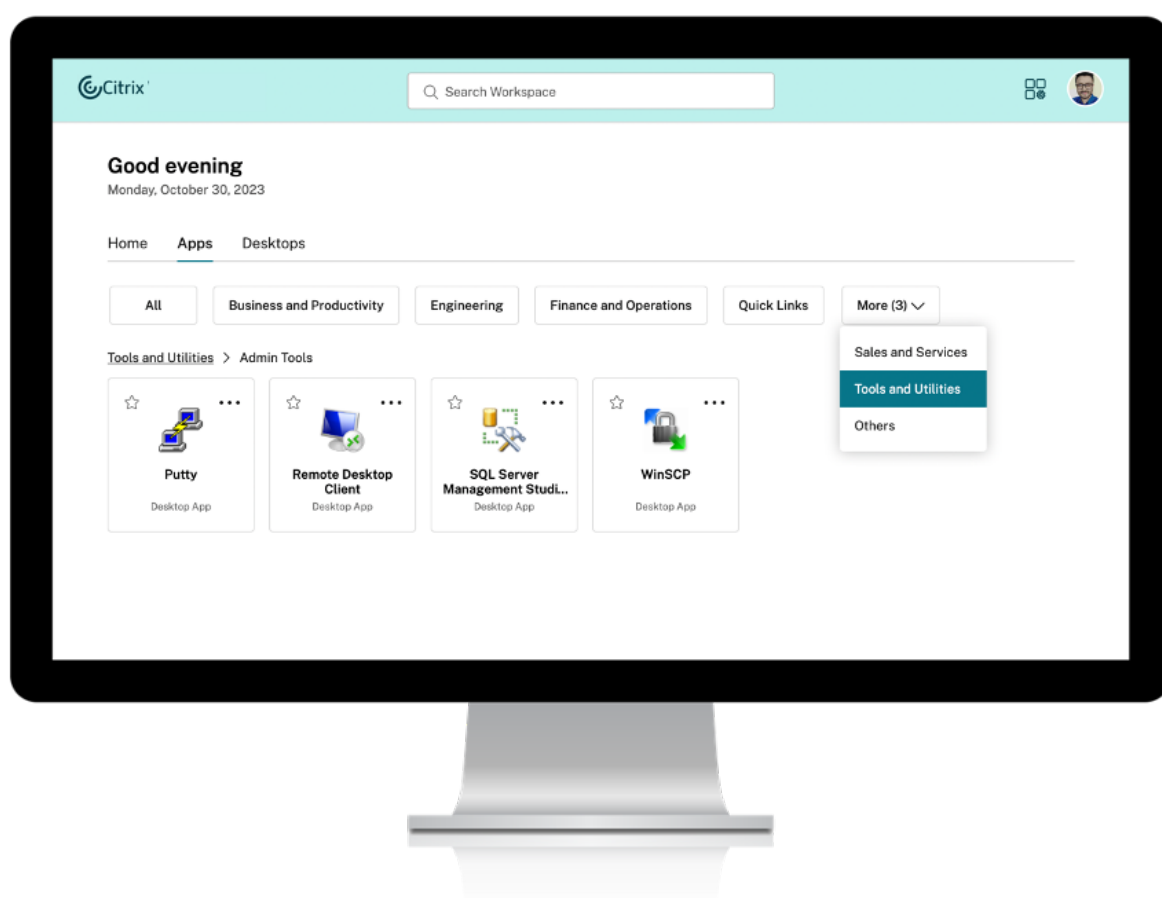 Citrix
Search Workspace
Good evening
Monday, October 30, 2023
Home Apps Desktops
All Business and Productivity Engineering Finance and Operations Quick Links More (3)
Sales and Services
Tools and Utilities
Others
Tools and Utilities > Admin Tools
Putty
Desktop App
Remote Desktop
Client
Desktop App
SQL Server
Management Studi...
Desktop App
WinSCP
Desktop App